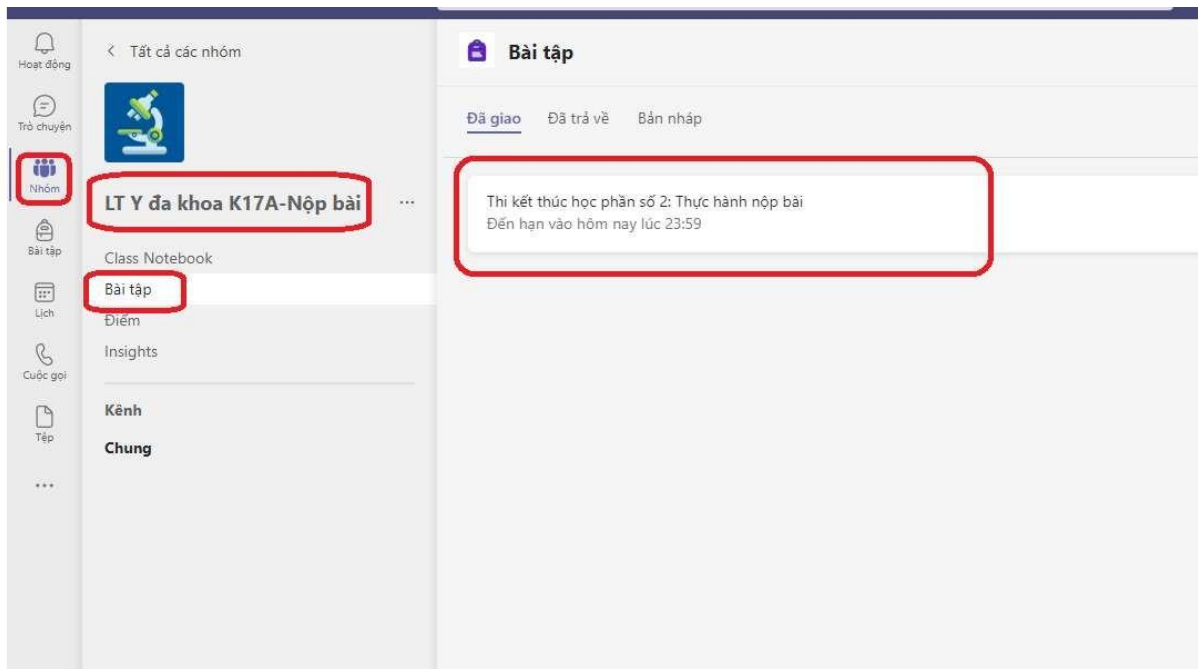 Hoạt động
Trò chuyện
Nhóm
Bài tập
Lịch
Cuộc gọi
Tệp
Tất cả các nhóm
LT Y đa khoa K17A-Nộp bài
Class Notebook
Bài tập
Điểm
Insights
Kênh
Chung
Bài tập
Đã giao Đã trả về Bản nháp
Thi kết thúc học phần số 2: Thực hành nộp bài
Đến hạn vào hôm nay lúc 23:59